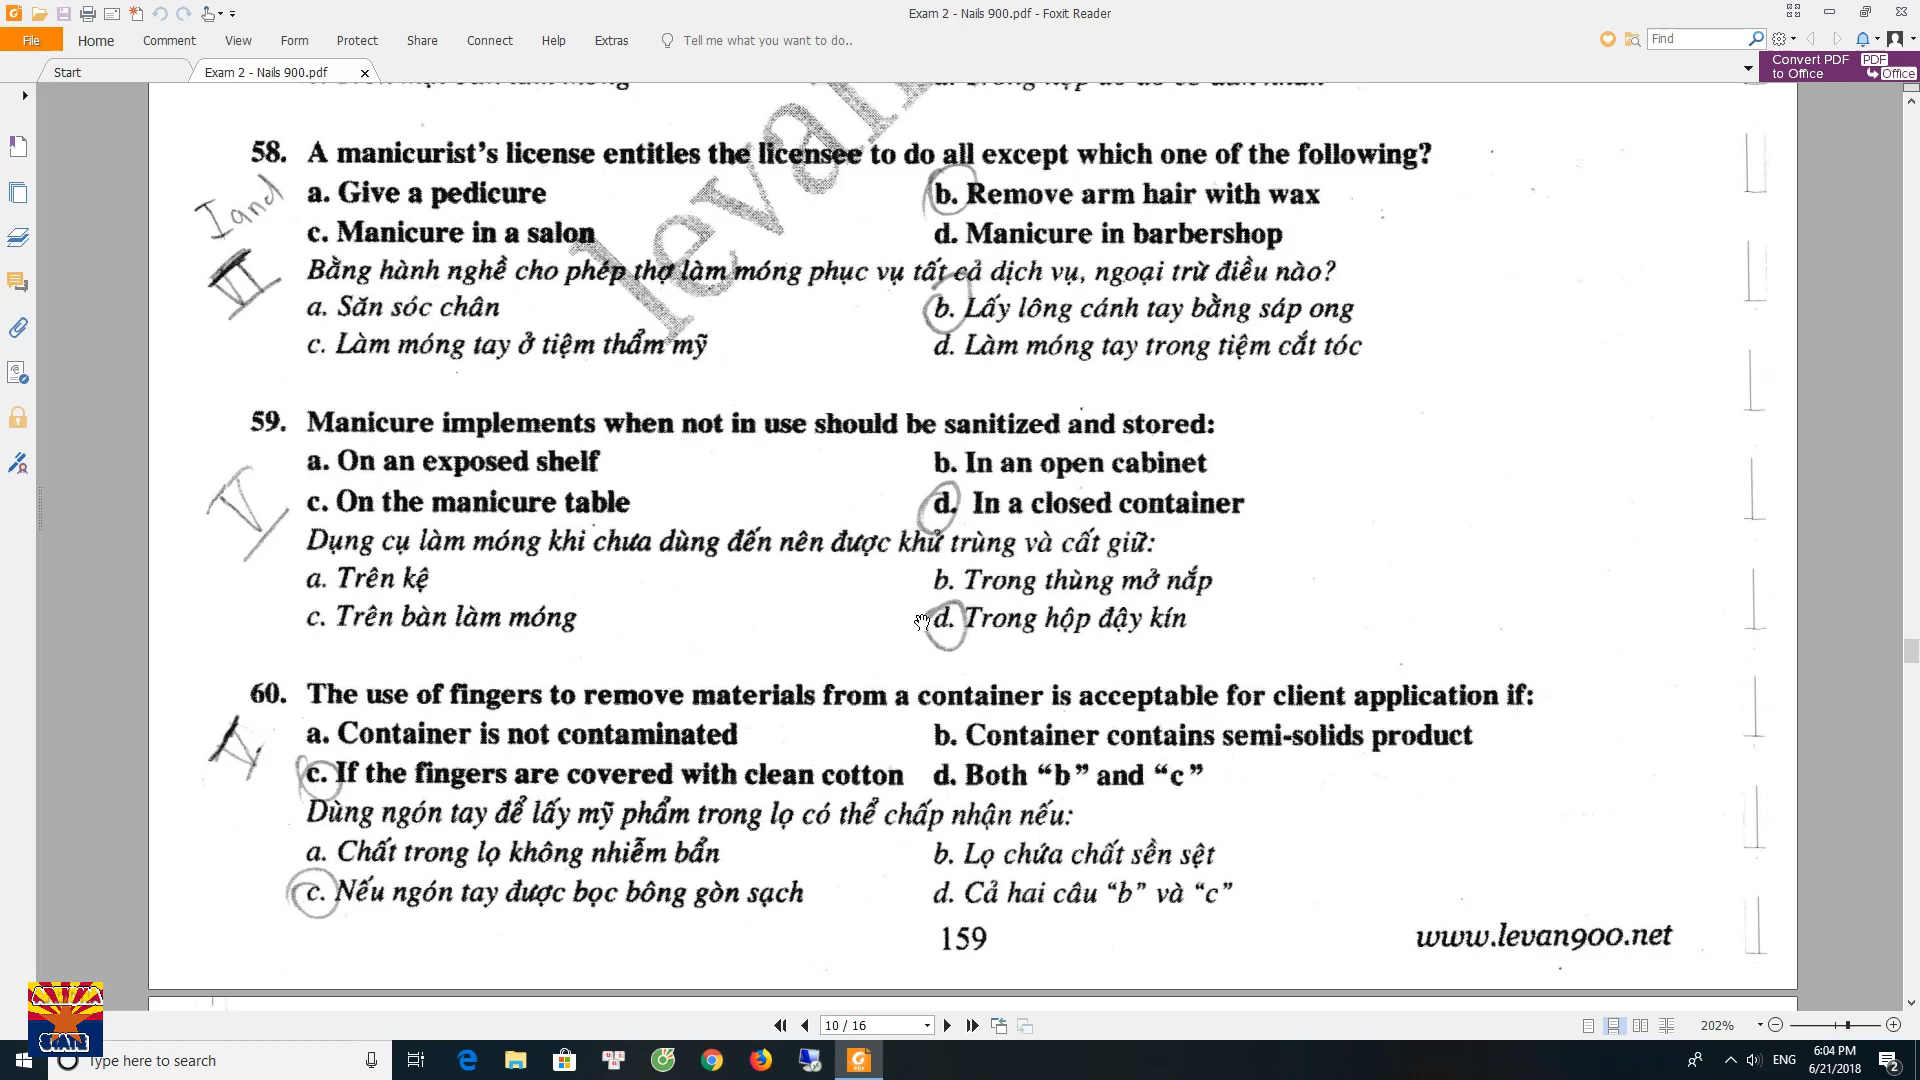 Exam 2 - Nails 900.pdf - Foxit Reader
File Home Comment View Form Protect Share Connect Help Extras Tell me what you want to do.. Find
Start Exam 2 - Nails 900.pdf Convert PDF to Office PDF Office
levan
58. A manicurist's license entitles the licensee to do all except which one of the following?
a. Give a pedicure b. Remove arm hair with wax
I and
c. Manicure in a salon d. Manicure in barbershop
VI
Bằng hành nghề cho phép thợ làm móng phục vụ tất cả dịch vụ, ngoại trừ điều nào?
a. Săn sóc chân b. Lấy lông cánh tay bằng sáp ong
c. Làm móng tay ở tiệm thẩm mỹ d. Làm móng tay trong tiệm cắt tóc
59. Manicure implements when not in use should be sanitized and stored:
a. On an exposed shelf b. In an open cabinet
V
c. On the manicure table d. In a closed container
Dụng cụ làm móng khi chưa dùng đến nên được khử trùng và cất giữ:
a. Trên kệ b. Trong thùng mở nắp
c. Trên bàn làm móng d. Trong hộp đậy kín
60. The use of fingers to remove materials from a container is acceptable for client application if:
a. Container is not contaminated b. Container contains semi-solids product
c. If the fingers are covered with clean cotton d. Both “b” and “c”
Dùng ngón tay để lấy mỹ phẩm trong lọ có thể chấp nhận nếu:
a. Chất trong lọ không nhiễm bẩn b. Lọ chứa chất sền sệt
c. Nếu ngón tay được bọc bông gòn sạch d. Cả hai câu “b” và “c”
159 www.levan900.net
ARIZONA
STATE
10 / 16 202%
Type here to search ENG 6:04 PM
6/21/2018 2